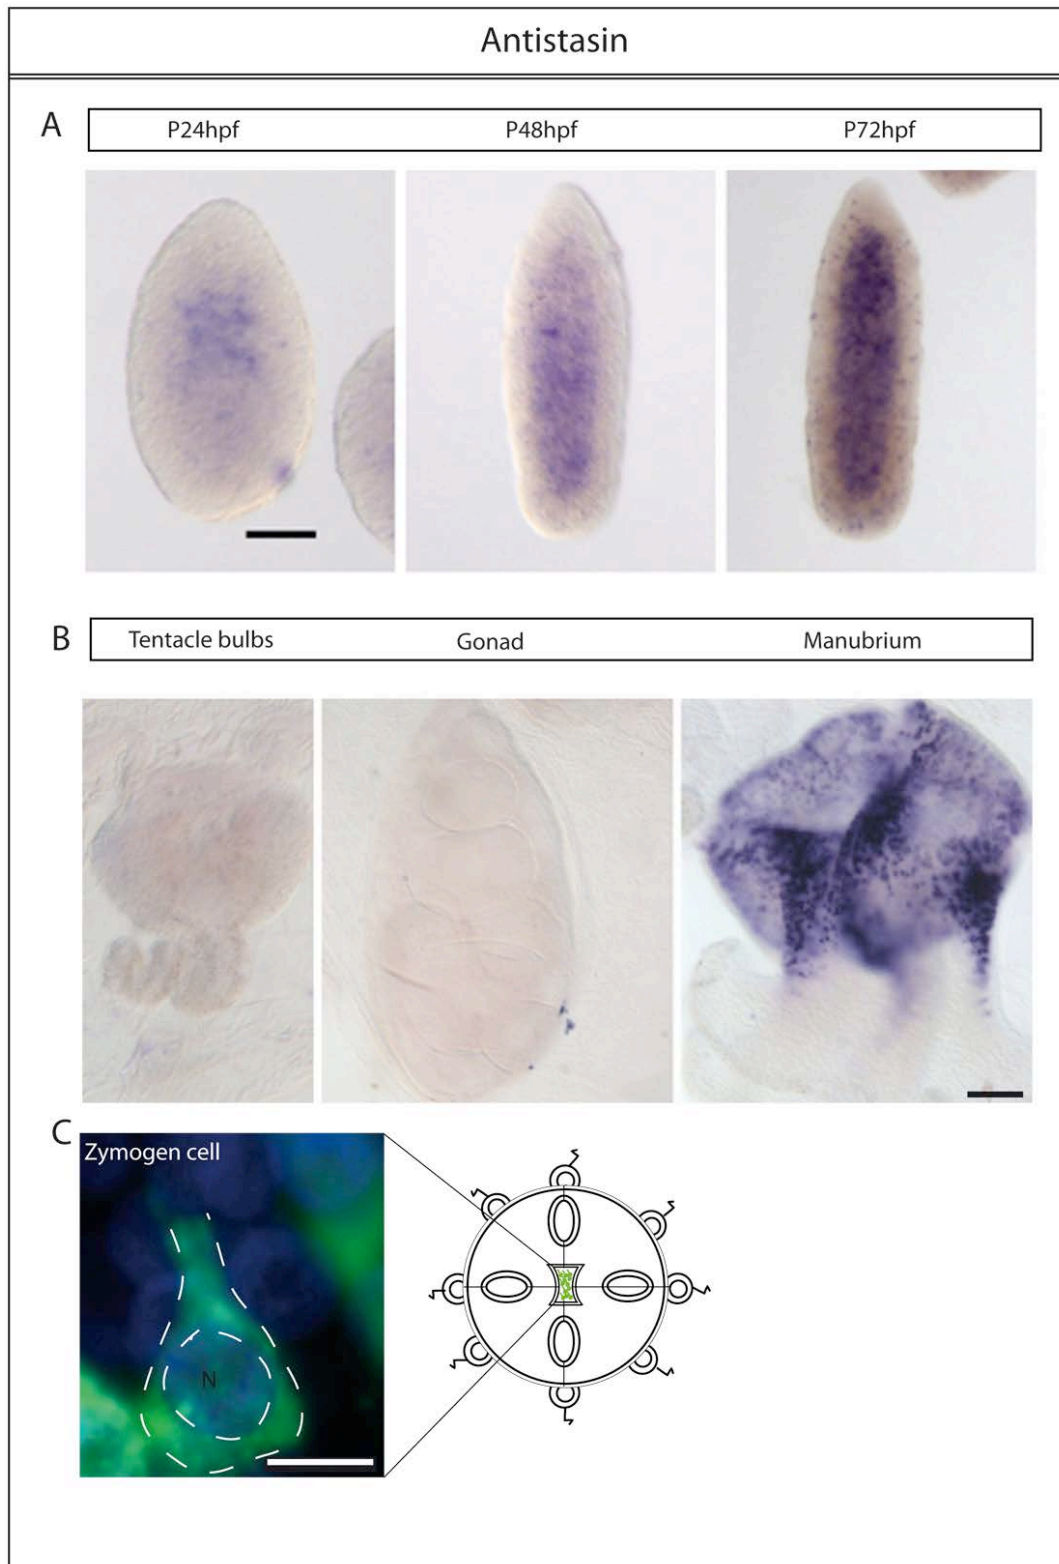 Antistasin
A
P24hpf P48hpf P72hpf
B
Tentacle bulbs Gonad Manubrium
C
Zymogen cell
N